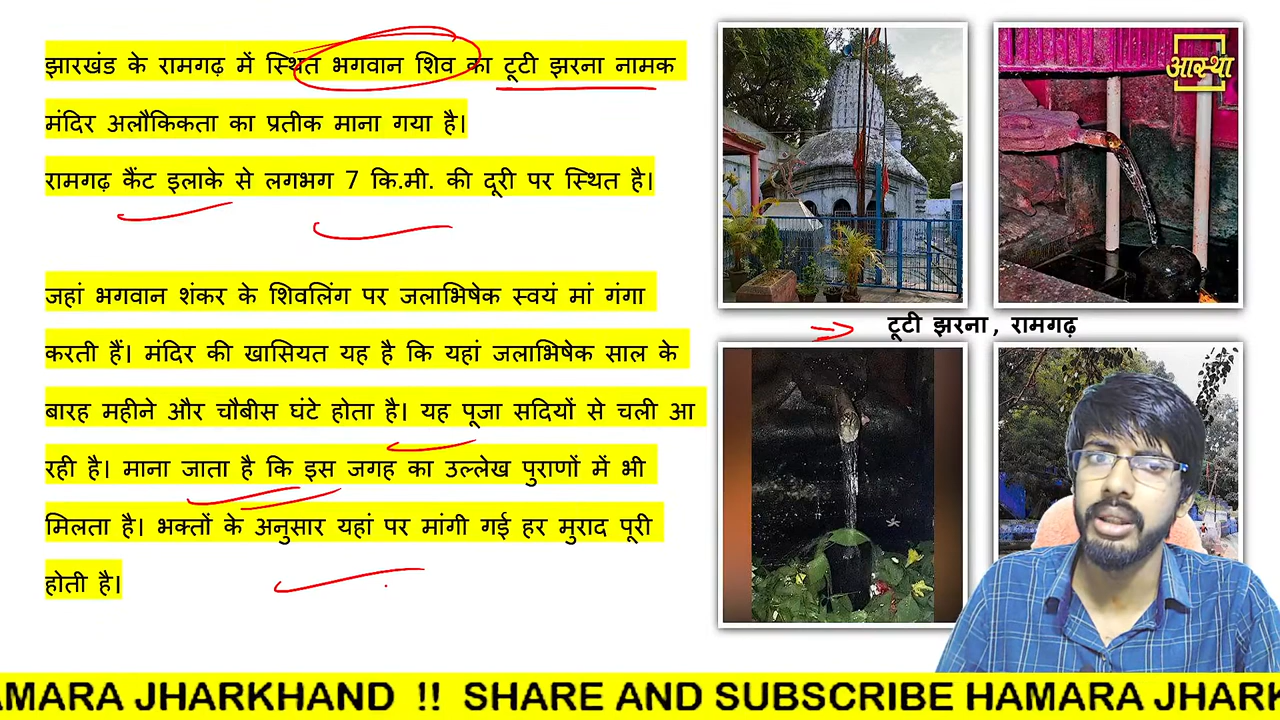 झारखंड के रामगढ़ में स्थित भगवान शिव का टूटी झरना नामक
मंदिर अलौकिकता का प्रतीक माना गया है।
रामगढ़ कैंट इलाके से लगभग 7 कि.मी. की दूरी पर स्थित है।
जहां भगवान शंकर के शिवलिंग पर जलाभिषेक स्वयं मां गंगा
करती हैं। मंदिर की खासियत यह है कि यहां जलाभिषेक साल के
बारह महीने और चौबीस घंटे होता है। यह पूजा सदियों से चली आ
रही है। माना जाता है कि इस जगह का उल्लेख पुराणों में भी
मिलता है। भक्तों के अनुसार यहां पर मांगी गई हर मुराद पूरी
होती है।
आस्था
टूटी झरना, रामगढ़
AMARA JHARKHAND !! SHARE AND SUBSCRIBE HAMARA JHARK